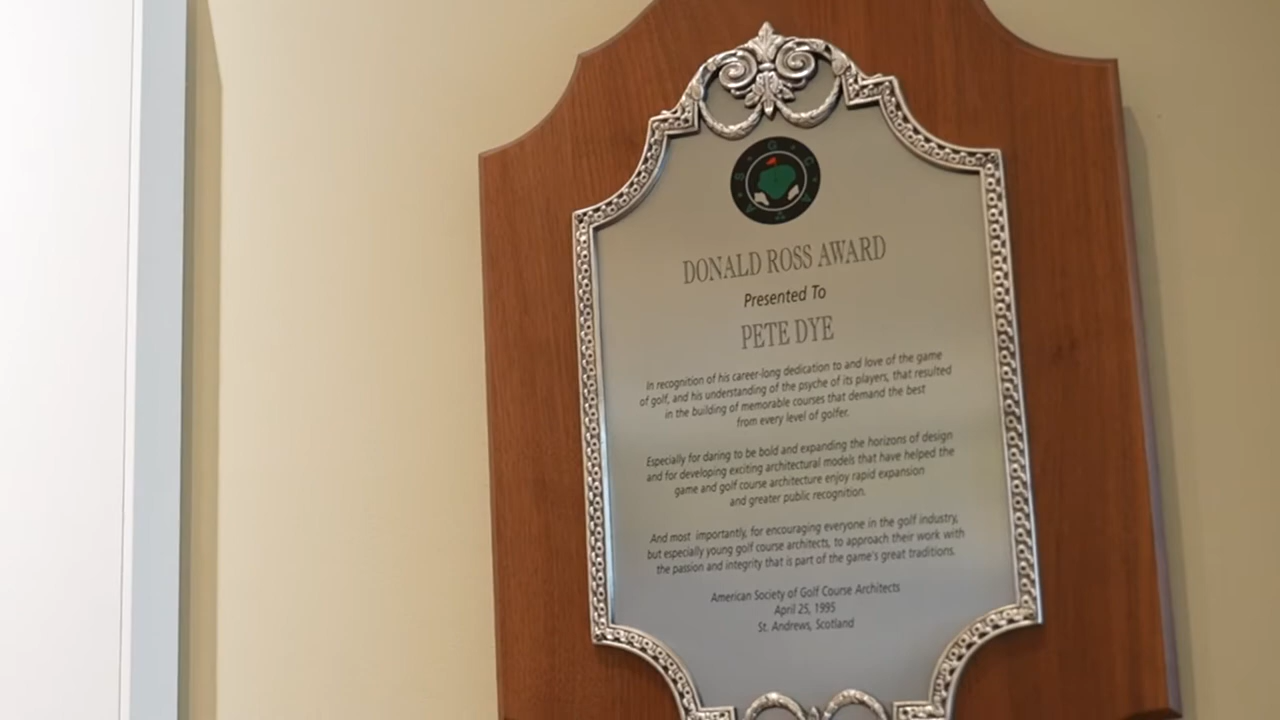 DONALD ROSS AWARD
Presented To
PETE DYE
In recognition of his career-long dedication to and love of the game
of golf, and his understanding of the psyche of its players, that resulted
in the building of memorable courses that demand the best
from every level of golfer.
Especially for daring to be bold and expanding the horizons of design
and for developing exciting architectural models that have helped the
game and golf course architecture enjoy rapid expansion
and greater public recognition.
And most importantly, for encouraging everyone in the golf industry,
but especially young golf course architects, to approach their work with
the passion and integrity that is part of the game's great traditions.
American Society of Golf Course Architects
April 25, 1995
St. Andrews, Scotland